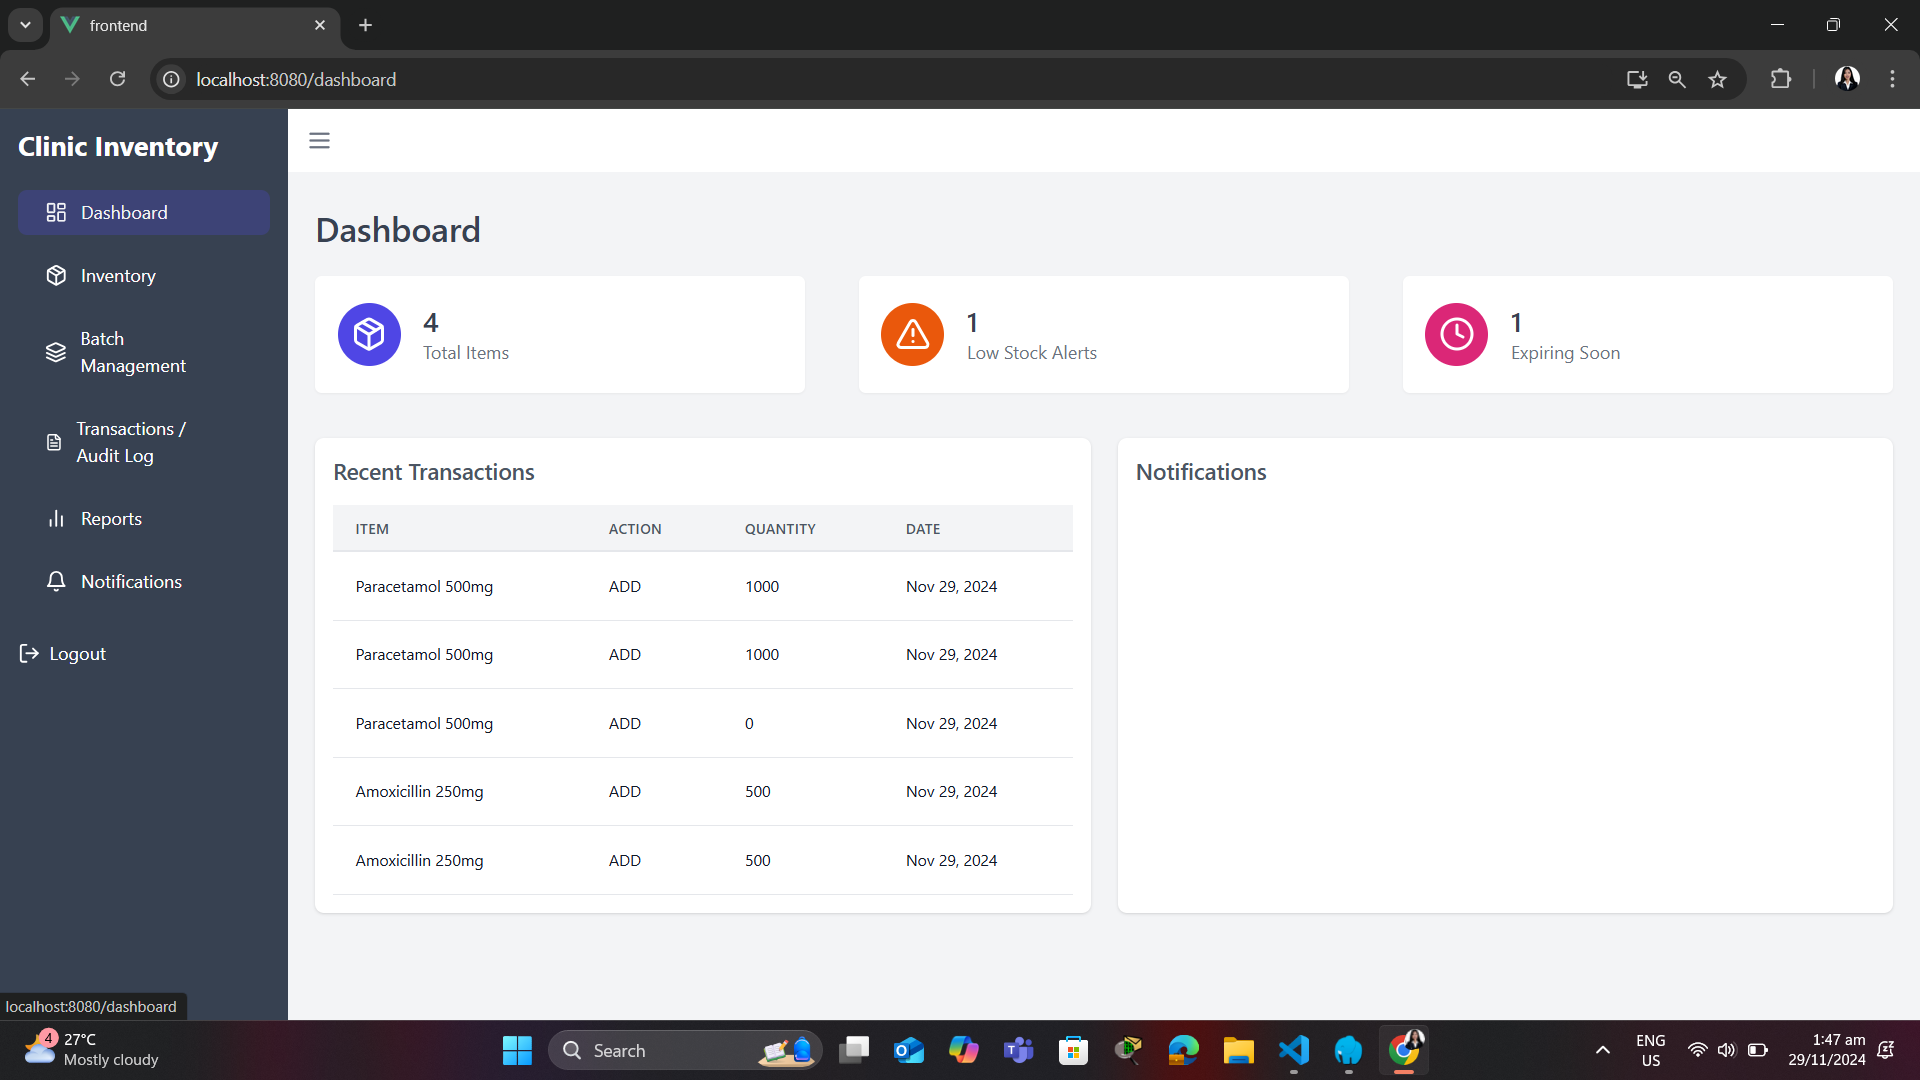 frontend
localhost:8080/dashboard
Clinic Inventory
Dashboard
Inventory
Batch
Management
Transactions /
Audit Log
Reports
Notifications
Logout
Dashboard
4
Total Items
1
Low Stock Alerts
1
Expiring Soon
Recent Transactions
ITEM ACTION QUANTITY DATE
Paracetamol 500mg ADD 1000 Nov 29, 2024
Paracetamol 500mg ADD 1000 Nov 29, 2024
Paracetamol 500mg ADD 0 Nov 29, 2024
Amoxicillin 250mg ADD 500 Nov 29, 2024
Amoxicillin 250mg ADD 500 Nov 29, 2024
Notifications
localhost:8080/dashboard
4
27°C
Mostly cloudy
Search
ENG
US
1:47 am
29/11/2024